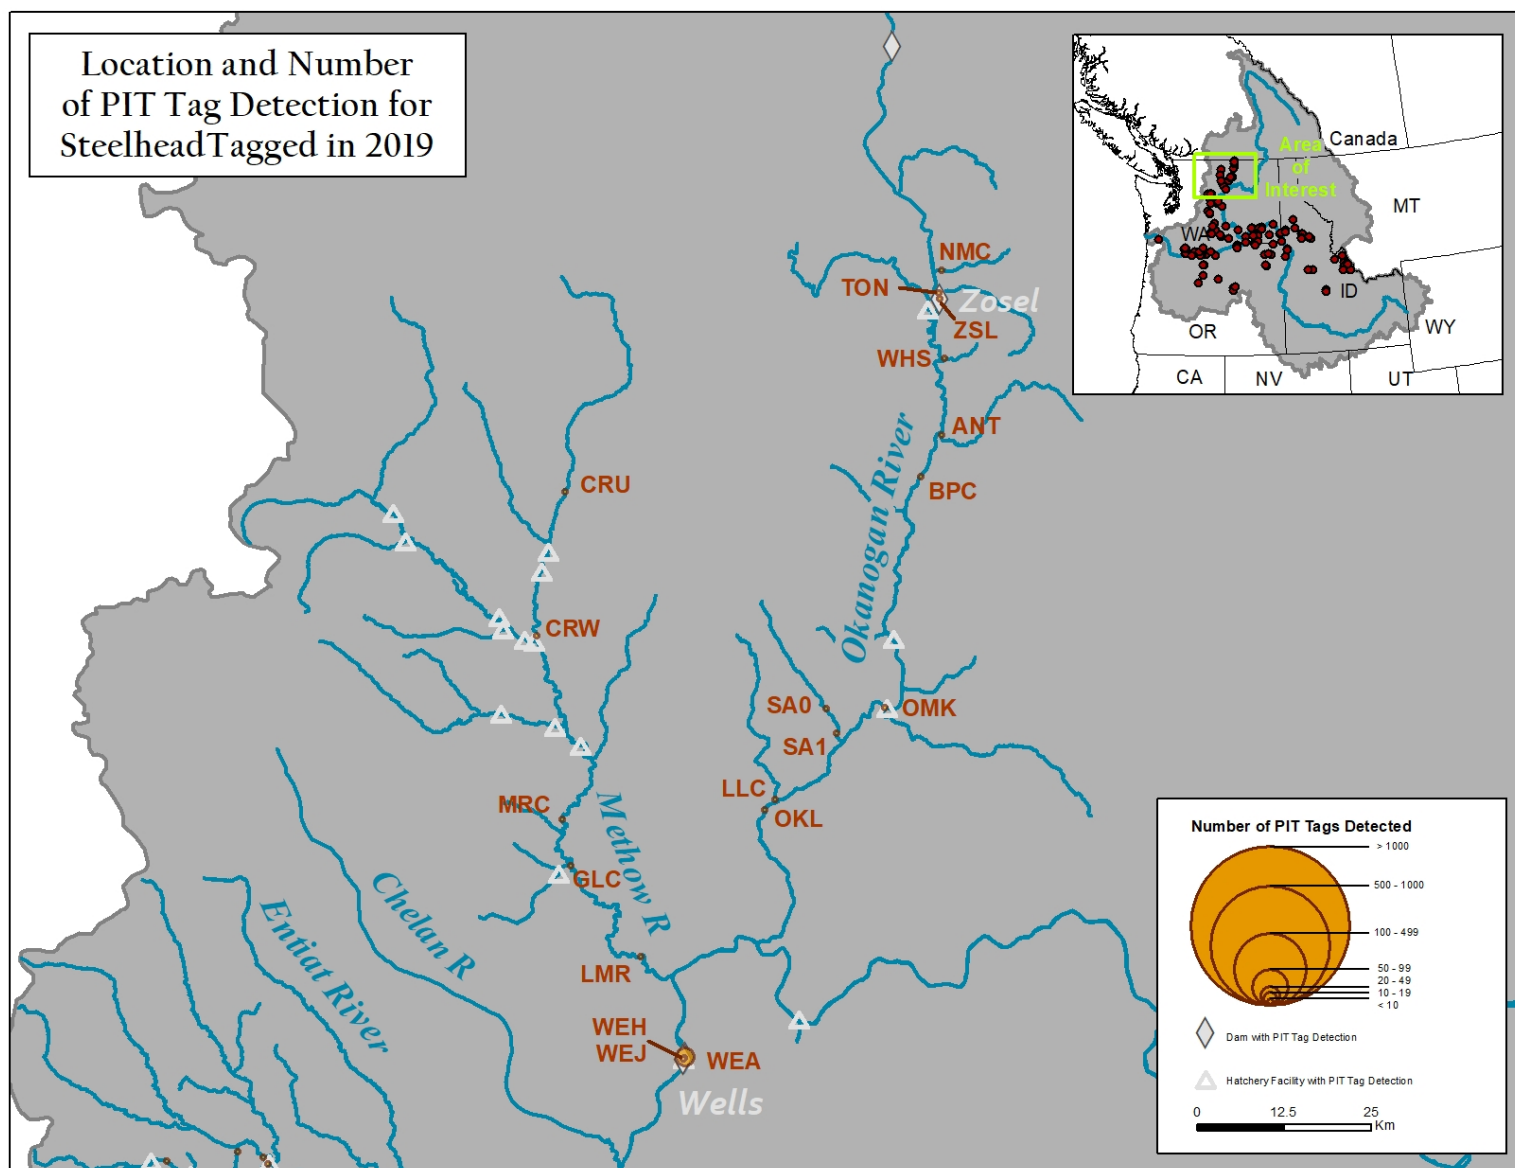 Location and Number
of PIT Tag Detection for
Steelhead Tagged in 2019
Canada
Area
of
Interest
MT
WA
ID
OR
WY
CA
NV
UT
NMC
TON
Zosel
ZSL
WHS
ANT
BPC
CRU
Okanogan River
CRW
SA0
OMK
SA1
LLC
OKL
MRC
Methow R
GLC
Chelan R
Entiat River
LMR
WEH
WEJ
WEA
Wells
Number of PIT Tags Detected
> 1000
500 - 1000
100 - 499
50 - 99
20 - 49
10 - 19
< 10
Dam with PIT Tag Detection
Hatchery Facility with PIT Tag Detection
0 12.5 25
Km